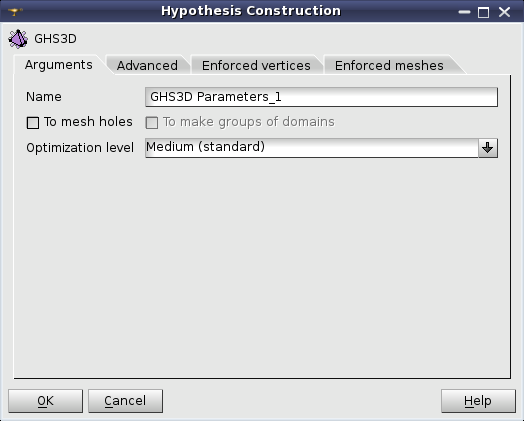 Hypothesis Construction
GHS3D
Arguments Advanced Enforced vertices Enforced meshes
Name GHS3D Parameters_1
To mesh holes To make groups of domains
Optimization level Medium (standard)
OK Cancel Help